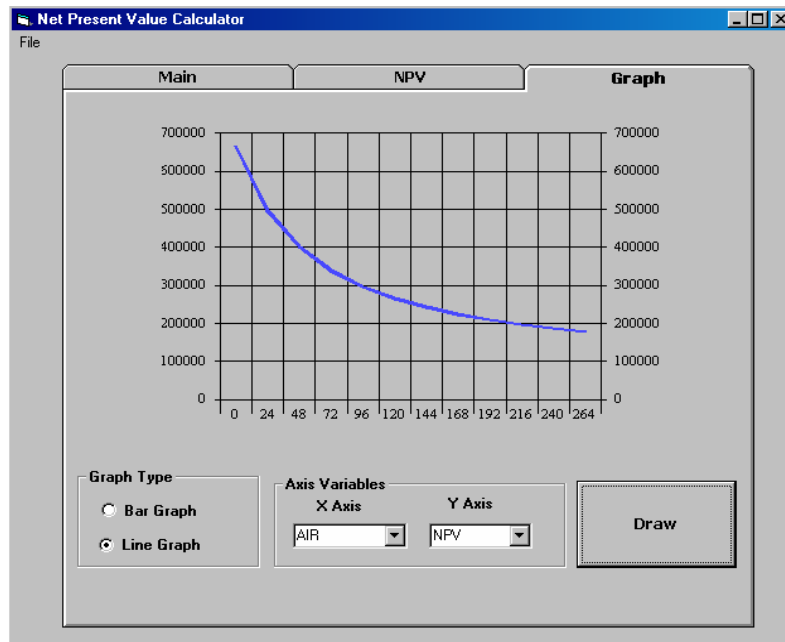 Net Present Value Calculator
File
Main NPV Graph
700000 700000
600000 600000
500000 500000
400000 400000
300000 300000
200000 200000
100000 100000
0 0
0 24 48 72 96 120 144 168 192 216 240 264
Graph Type
Axis Variables
X Axis Y Axis
Bar Graph
AIR NPV
Draw
Line Graph